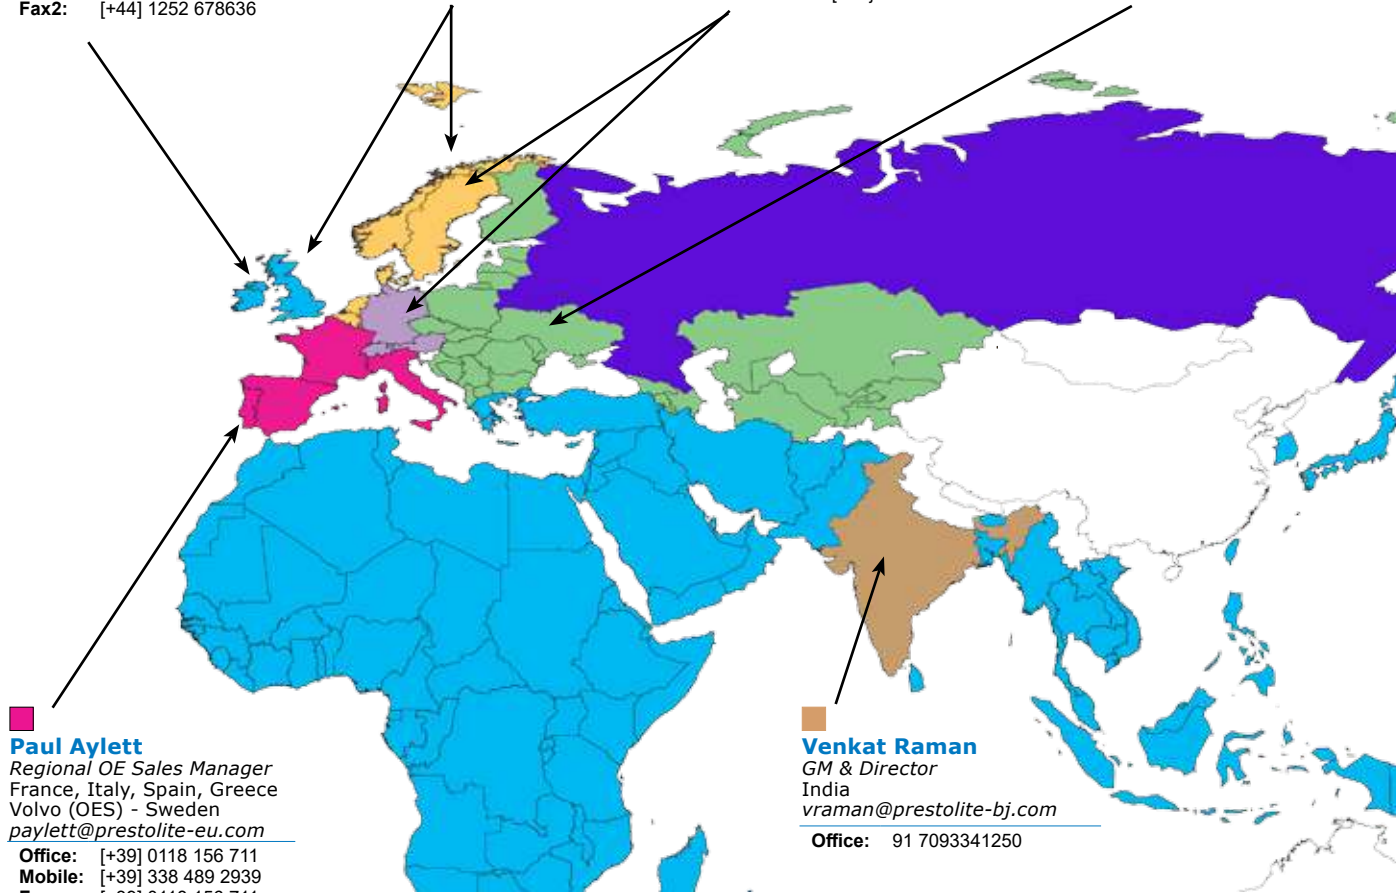 Fax2: [+44] 1252 678636
Paul Aylett
Regional OE Sales Manager
France, Italy, Spain, Greece
Volvo (OES) - Sweden
paylett@prestolite-eu.com
Office: [+39] 0118 156 711
Mobile: [+39] 338 489 2939
Venkat Raman
GM & Director
India
vraman@prestolite-bj.com
Office: 91 7093341250